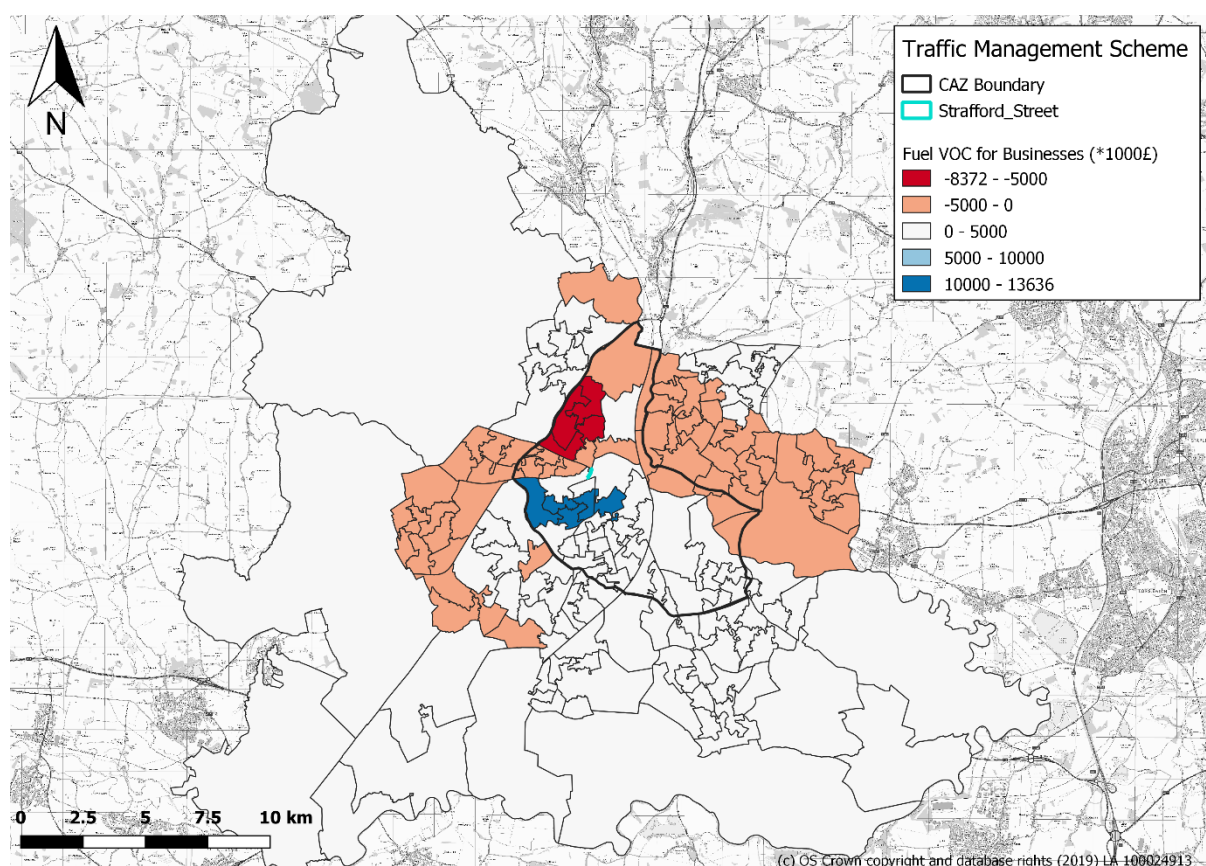 N
Traffic Management Scheme
CAZ Boundary
Strafford_Street
Fuel VOC for Businesses (*1000£)
-8372 - -5000
-5000 - 0
0 - 5000
5000 - 10000
10000 - 13636
0 2.5 5 7.5 10 km
(c) OS Crown copyright and database rights (2019) LA 100024913